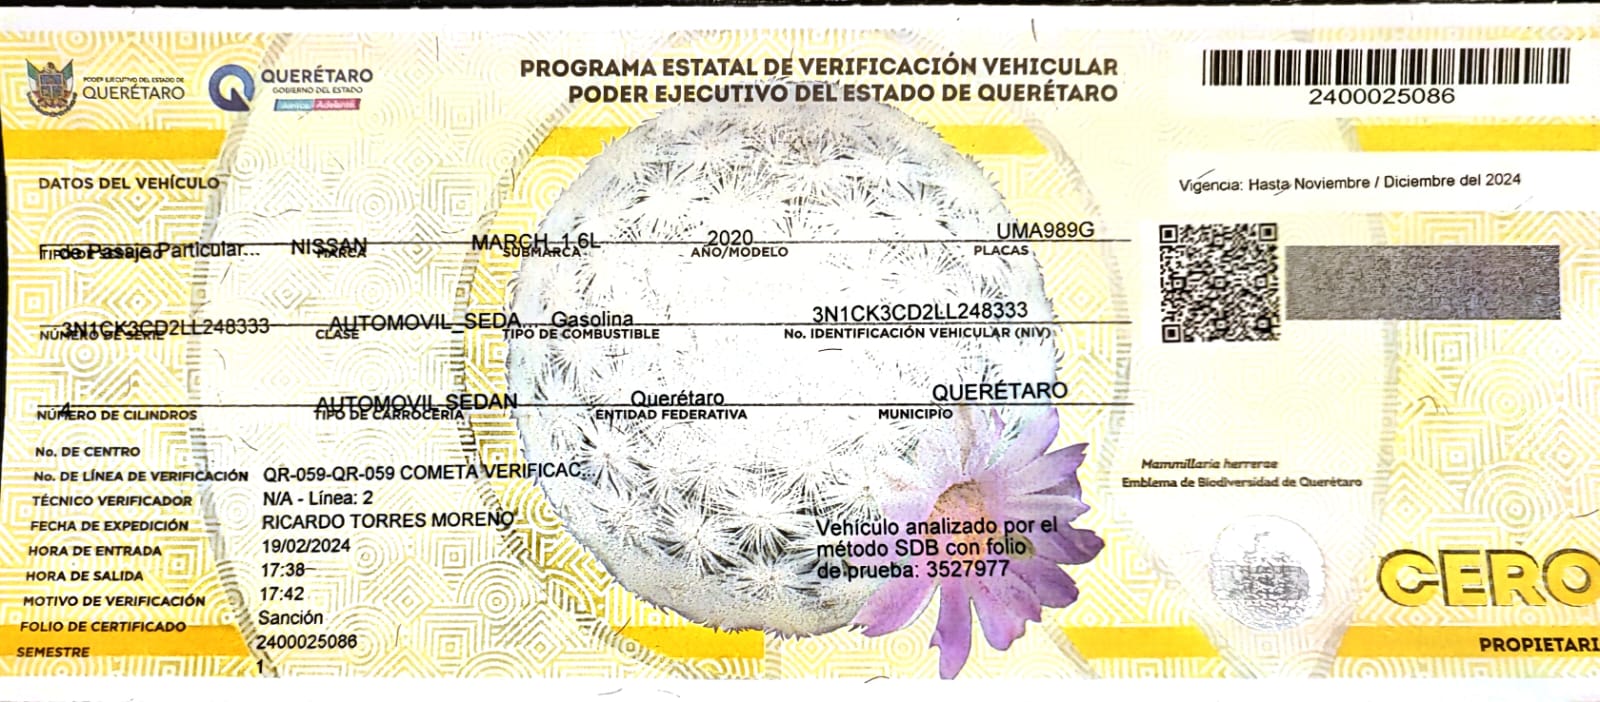 PODER EJECUTIVO DEL ESTADO DE
QUERÉTARO
QUERÉTARO
GOBIERNO DEL ESTADO
Juntos Adelante
PROGRAMA ESTATAL DE VERIFICACIÓN VEHICULAR
PODER EJECUTIVO DEL ESTADO DE QUERÉTARO
2400025086
Vigencia: Hasta Noviembre / Diciembre del 2024
DATOS DEL VEHÍCULO
de Pasaje Particular... NISSAN MARCH 1.6L 2020 UMA989G
MARCA SUBMARCA AÑO/MODELO PLACAS
3N1CK3CD2LL248333 AUTOMOVIL_SEDA Gasolina 3N1CK3CD2LL248333
NÚMERO DE SERIE CLASE TIPO DE COMBUSTIBLE No. IDENTIFICACIÓN VEHICULAR (NIV)
4 AUTOMOVIL SEDAN Querétaro QUERÉTARO
NÚMERO DE CILINDROS TIPO DE CARROCERÍA ENTIDAD FEDERATIVA MUNICIPIO
No. DE CENTRO
No. DE LÍNEA DE VERIFICACIÓN QR-059-QR-059 COMETA VERIFICAC...
TÉCNICO VERIFICADOR N/A - Línea: 2
FECHA DE EXPEDICIÓN RICARDO TORRES MORENO
HORA DE ENTRADA 19/02/2024
HORA DE SALIDA 17:38
MOTIVO DE VERIFICACIÓN 17:42
FOLIO DE CERTIFICADO Sanción
SEMESTRE 2400025086
1
Vehículo analizado por el
método SDB con folio
de prueba: 3527977
Mammillaria herrerae
Emblema de Biodiversidad de Querétaro
CERO
PROPIETARI